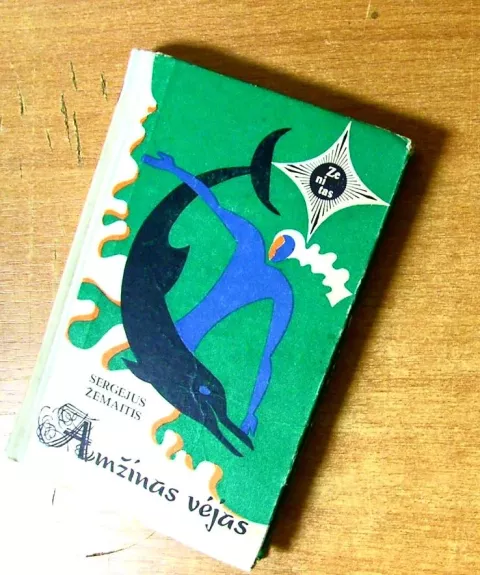 Ze
ni
tas
SERGEJUS
ŽEMAITIS
Amžinas vėjas